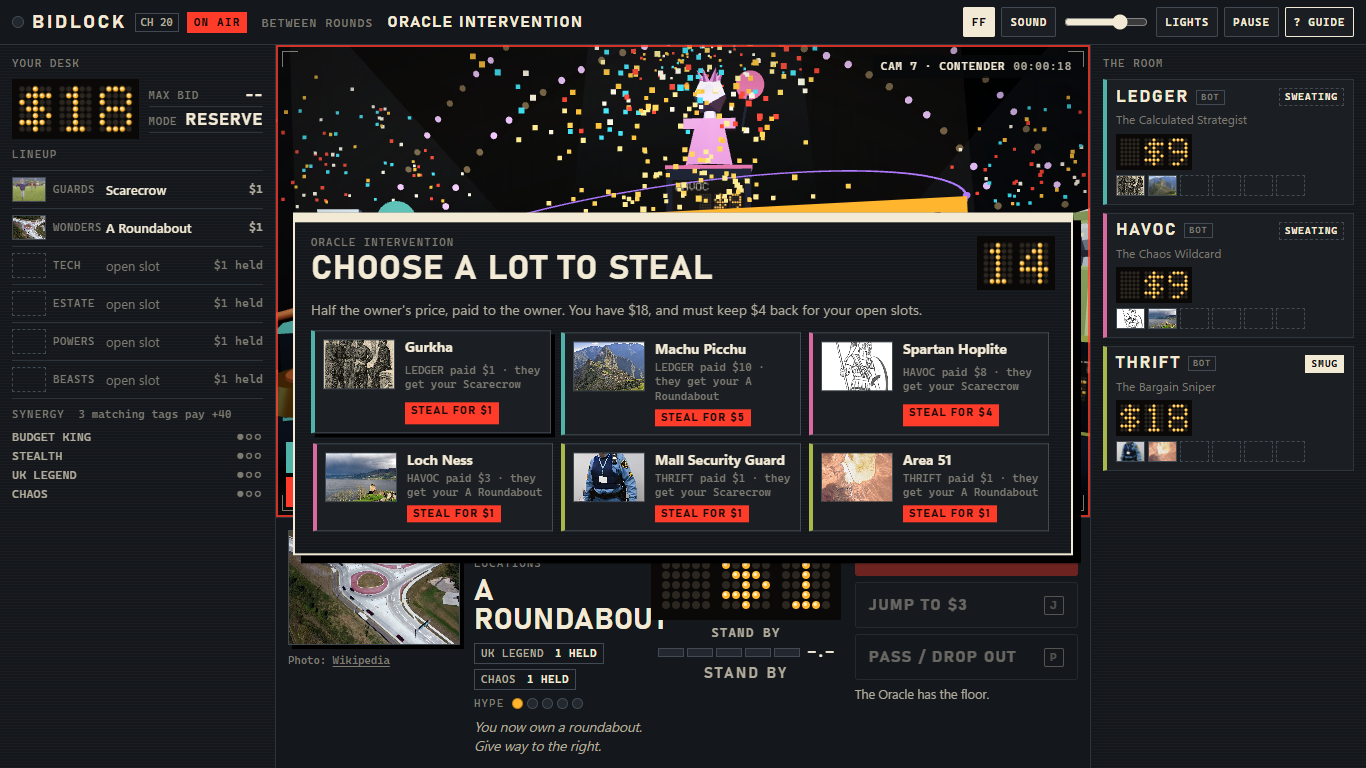 BIDLOCK CH 20 ON AIR BETWEEN ROUNDS ORACLE INTERVENTION FF SOUND LIGHTS PAUSE ? GUIDE
YOUR DESK
$18
MAX BID --
MODE RESERVE
LINEUP
GUARDS Scarecrow $1
WONDERS A Roundabout $1
TECH open slot $1 held
ESTATE open slot $1 held
POWERS open slot $1 held
BEASTS open slot $1 held
SYNERGY 3 matching tags pay +40
BUDGET KING
STEALTH
UK LEGEND
CHAOS
CAM 7 · CONTENDER 00:00:18
ORACLE INTERVENTION
CHOOSE A LOT TO STEAL
14
Half the owner's price, paid to the owner. You have $18, and must keep $4 back for your open slots.
Gurkha
LEDGER paid $1 · they
get your Scarecrow
STEAL FOR $1
Machu Picchu
LEDGER paid $10 ·
they get your A
Roundabout
STEAL FOR $5
Spartan Hoplite
HAVOC paid $8 · they
get your Scarecrow
STEAL FOR $4
Loch Ness
HAVOC paid $3 · they
get your A Roundabout
STEAL FOR $1
Mall Security Guard
THRIFT paid $1 · they
get your Scarecrow
STEAL FOR $1
Area 51
THRIFT paid $1 · they
get your A Roundabout
STEAL FOR $1
Photo: Wikipedia
LOCATIONS
A
ROUNDABOUT
UK LEGEND 1 HELD
CHAOS 1 HELD
HYPE
You now own a roundabout.
Give way to the right.
$1
STAND BY
-.-
STAND BY
JUMP TO $3 J
PASS / DROP OUT P
The Oracle has the floor.
THE ROOM
LEDGER BOT SWEATING
The Calculated Strategist
$9
HAVOC BOT SWEATING
The Chaos Wildcard
$9
THRIFT BOT SMUG
The Bargain Sniper
$18